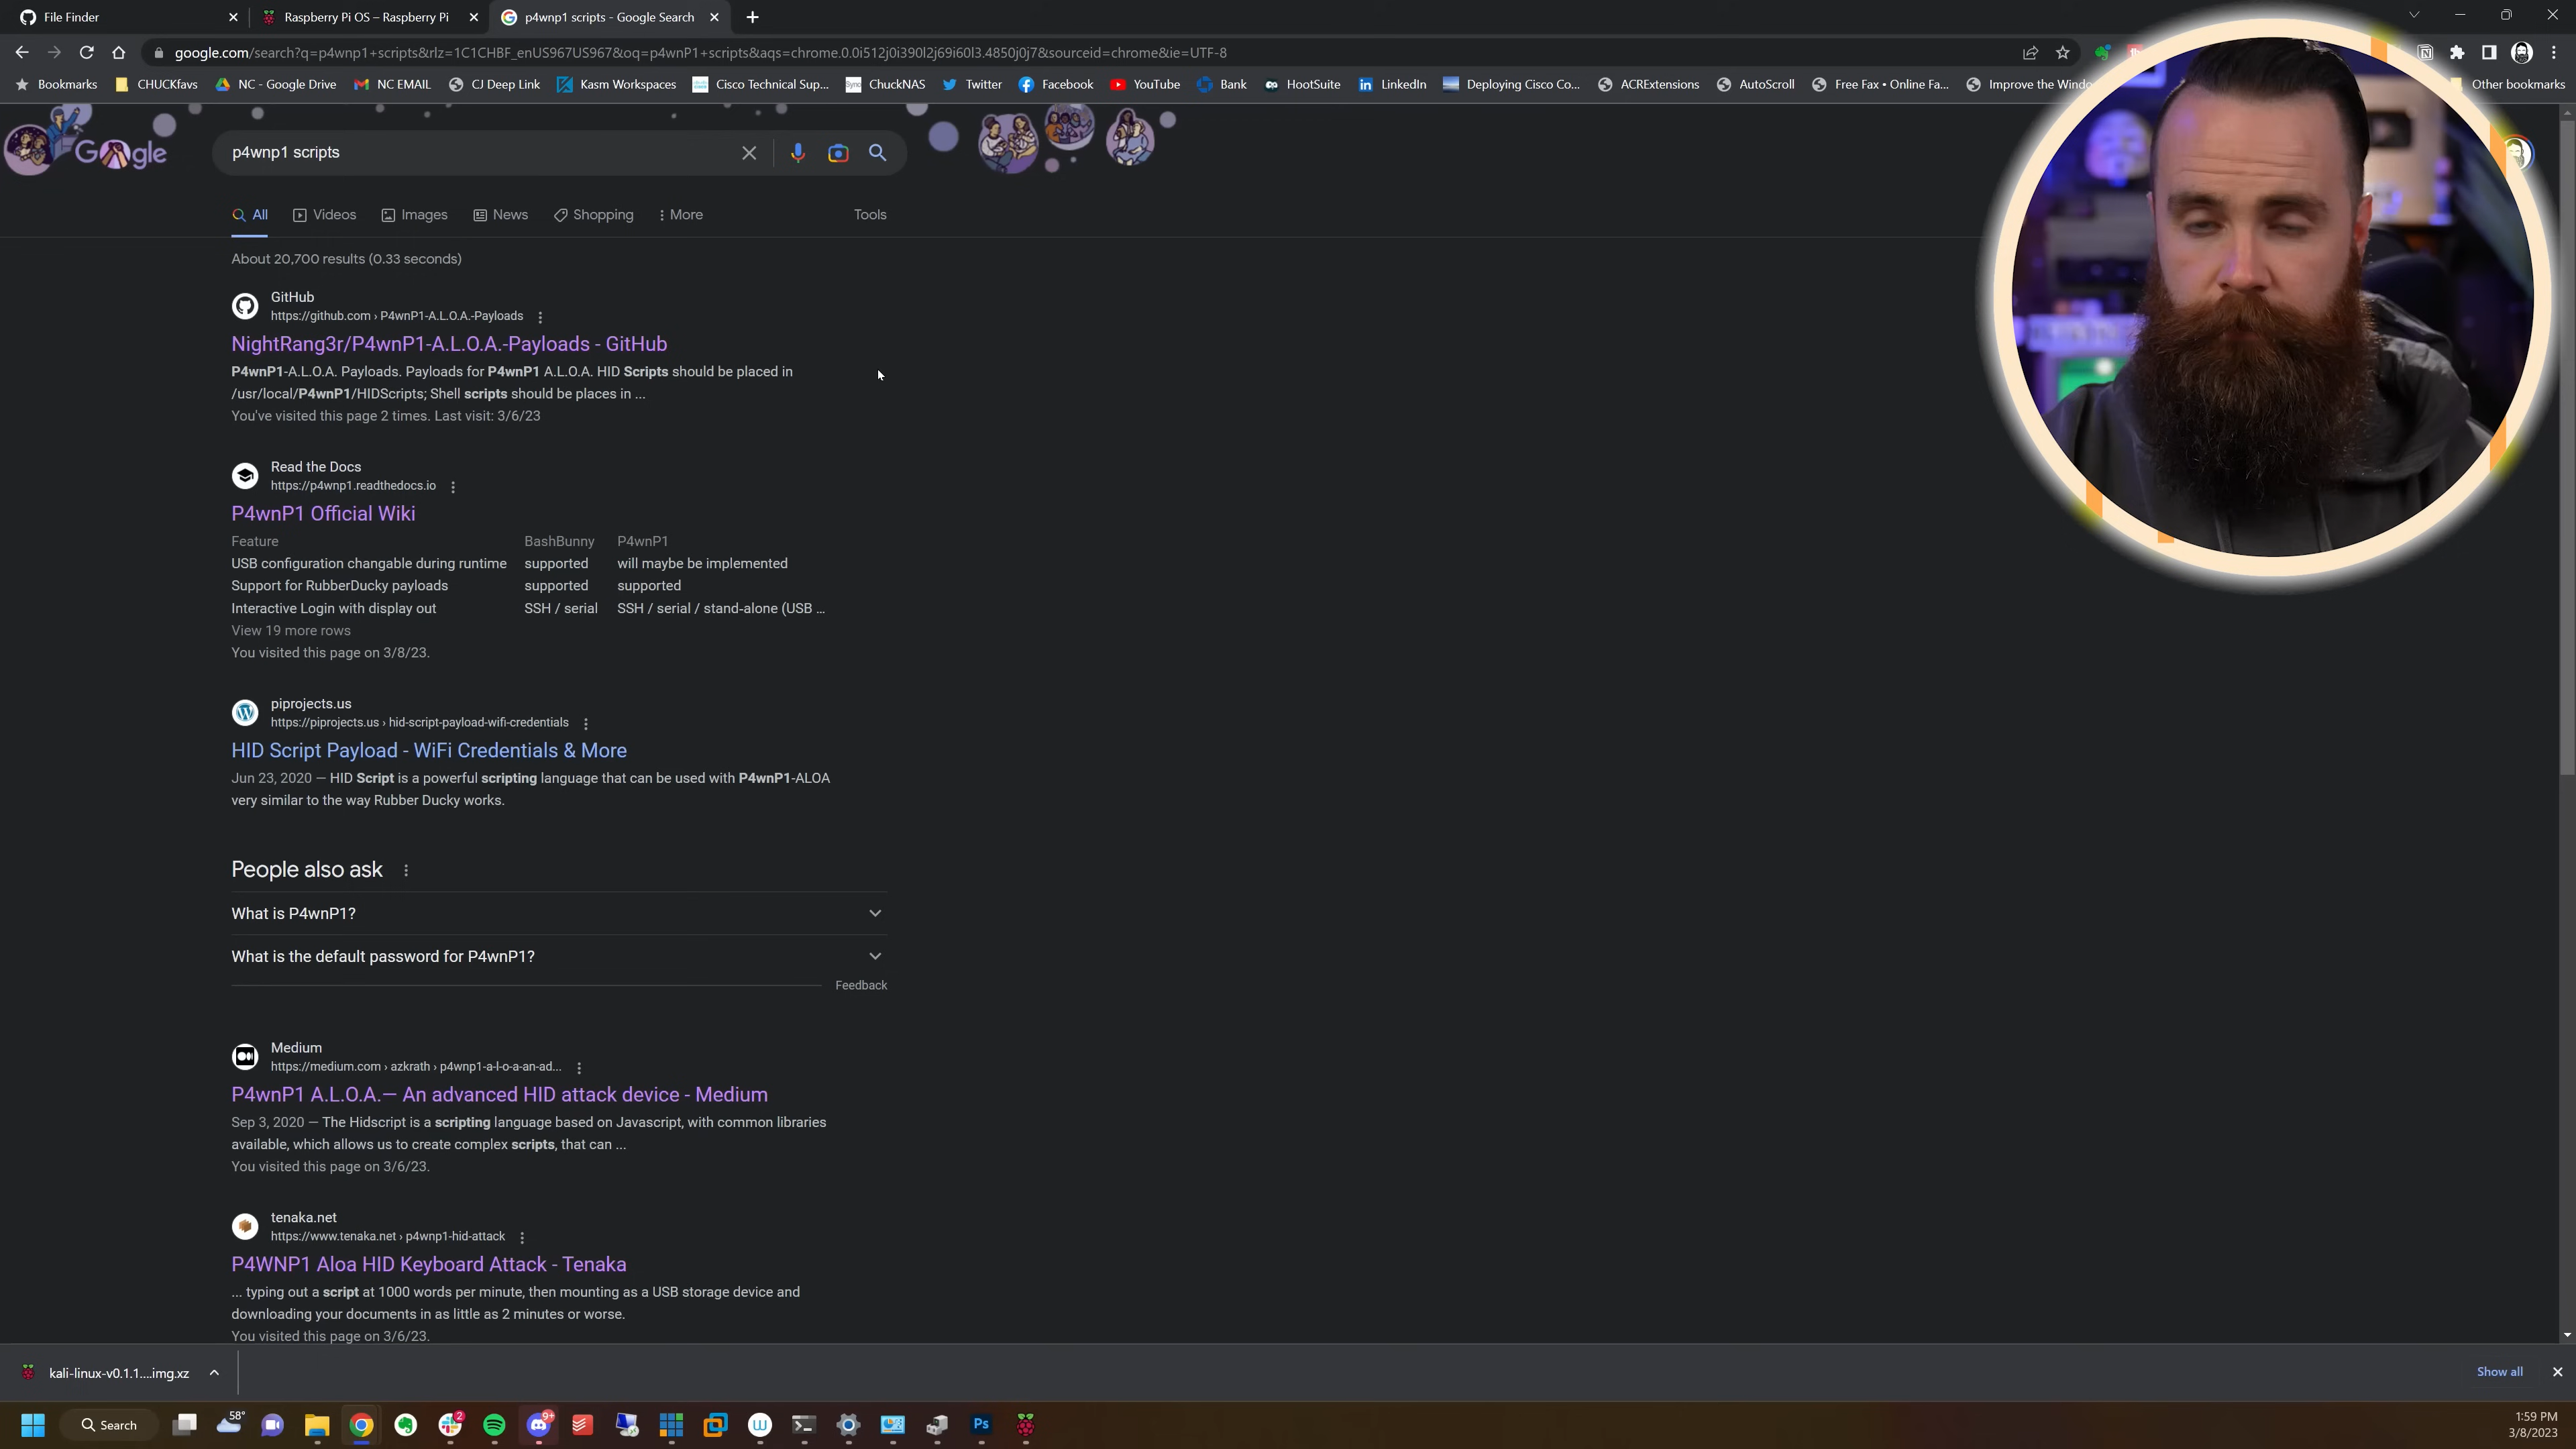 File Finder
Raspberry Pi OS – Raspberry Pi
p4wnp1 scripts - Google Search
google.com/search?q=p4wnp1+scripts&rlz=1C1CHBF_enUS967US967&oq=p4wnP1+scripts&aqs=chrome.0.0i512j0i390l2j69i60l3.4850j0j7&sourceid=chrome&ie=UTF-8
Bookmarks CHUCKfavs NC - Google Drive NC EMAIL CJ Deep Link Kasm Workspaces Cisco Technical Sup... ChuckNAS Twitter Facebook YouTube Bank HootSuite LinkedIn Deploying Cisco Co... ACRExtensions AutoScroll Free Fax • Online Fa... Improve the Windo Other bookmarks
Google
p4wnp1 scripts
All Videos Images News Shopping More Tools
About 20,700 results (0.33 seconds)
GitHub
https://github.com › P4wnP1-A.L.O.A.-Payloads
NightRang3r/P4wnP1-A.L.O.A.-Payloads - GitHub
P4wnP1-A.L.O.A. Payloads. Payloads for P4wnP1 A.L.O.A. HID Scripts should be placed in
/usr/local/P4wnP1/HIDScripts; Shell scripts should be places in ...
You've visited this page 2 times. Last visit: 3/6/23
Read the Docs
https://p4wnp1.readthedocs.io
P4wnP1 Official Wiki
Feature BashBunny P4wnP1
USB configuration changable during runtime supported will maybe be implemented
Support for RubberDucky payloads supported supported
Interactive Login with display out SSH / serial SSH / serial / stand-alone (USB ...
View 19 more rows
You visited this page on 3/8/23.
piprojects.us
https://piprojects.us › hid-script-payload-wifi-credentials
HID Script Payload - WiFi Credentials & More
Jun 23, 2020 — HID Script is a powerful scripting language that can be used with P4wnP1-ALOA
very similar to the way Rubber Ducky works.
People also ask
What is P4wnP1?
What is the default password for P4wnP1?
Feedback
Medium
https://medium.com › azkrath › p4wnp1-a-l-o-a-an-ad...
P4wnP1 A.L.O.A.— An advanced HID attack device - Medium
Sep 3, 2020 — The Hidscript is a scripting language based on Javascript, with common libraries
available, which allows us to create complex scripts, that can ...
You visited this page on 3/6/23.
tenaka.net
https://www.tenaka.net › p4wnp1-hid-attack
P4WNP1 Aloa HID Keyboard Attack - Tenaka
... typing out a script at 1000 words per minute, then mounting as a USB storage device and
downloading your documents in as little as 2 minutes or worse.
You visited this page on 3/6/23.
kali-linux-v0.1.1....img.xz
Show all
Search
58°
2
9+
Ps
1:59 PM
3/8/2023